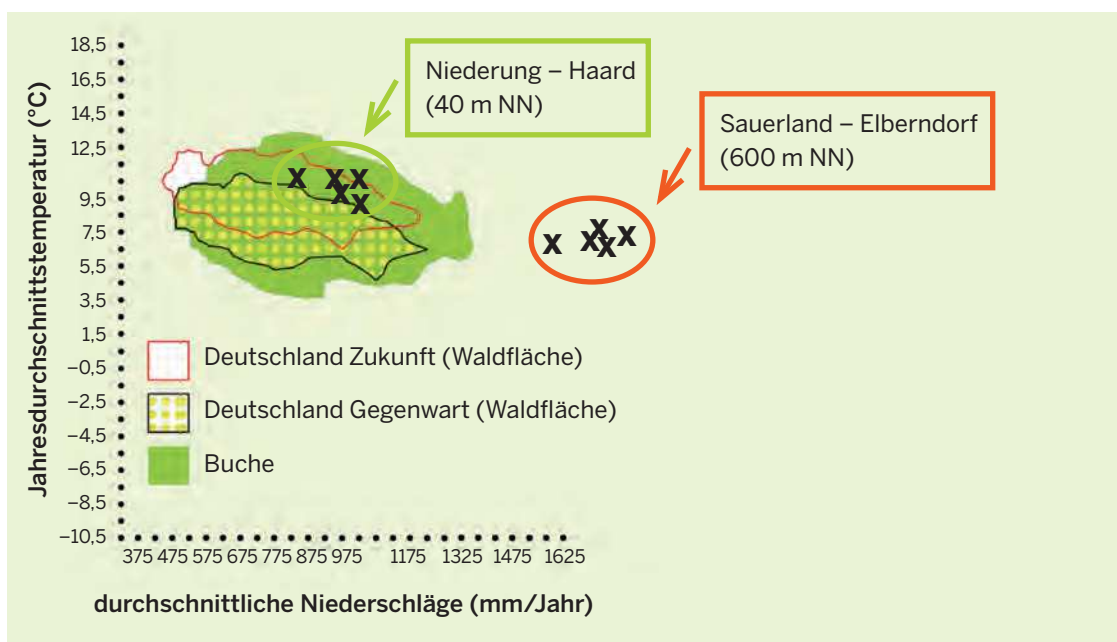 Jahresdurchschnittstemperatur (°C)
18,5
16,5
14,5
12,5
9,5
7,5
5,5
3,5
1,5
–0,5
–2,5
–4,5
–6,5
–8,5
–10,5
Niederung – Haard
(40 m NN)
Sauerland – Elberndorf
(600 m NN)
X X X X X
X X X X X
Deutschland Zukunft (Waldfläche)
Deutschland Gegenwart (Waldfläche)
Buche
375 475 575 675 775 875 975 1175 1325 1475 1625
durchschnittliche Niederschläge (mm/Jahr)